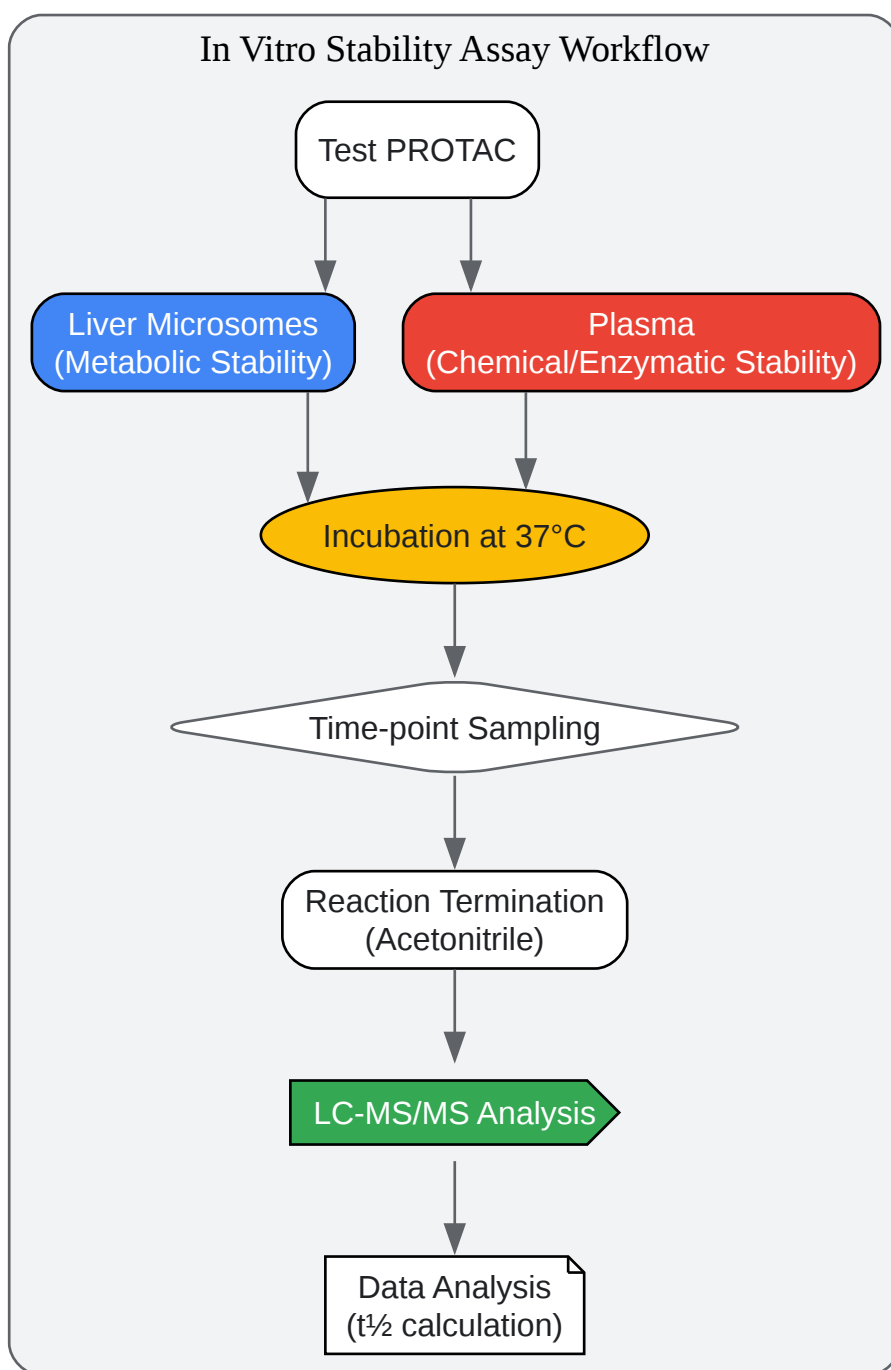 In Vitro Stability Assay Workflow
Test PROTAC
Liver Microsomes
(Metabolic Stability)
Plasma
(Chemical/Enzymatic Stability)
Incubation at 37°C
Time-point Sampling
Reaction Termination
(Acetonitrile)
LC-MS/MS Analysis
Data Analysis
(t½ calculation)